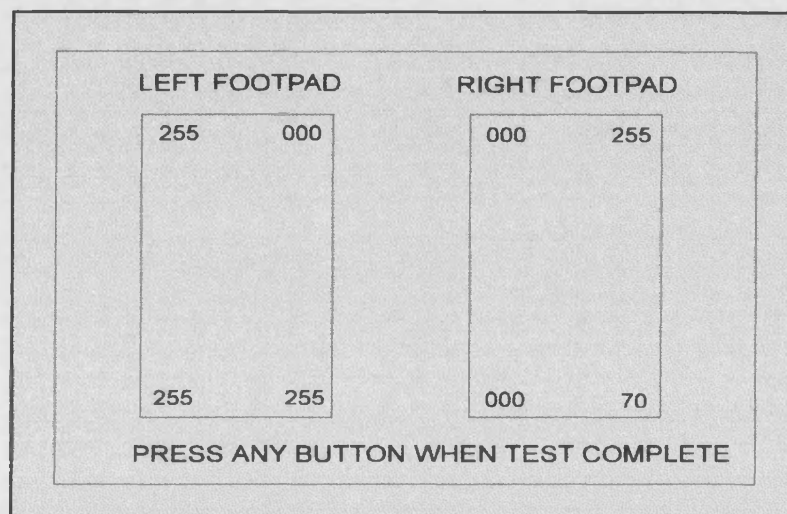 LEFT FOOTPAD RIGHT FOOTPAD
255 000 000 255
255 255 000 70
PRESS ANY BUTTON WHEN TEST COMPLETE